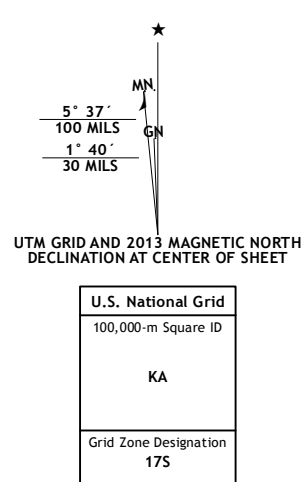 ★
MN.
5° 37´
100 MILS
GN
1° 40´
30 MILS
UTM GRID AND 2013 MAGNETIC NORTH
DECLINATION AT CENTER OF SHEET
U.S. National Grid
100,000-m Square ID
KA
Grid Zone Designation
17S